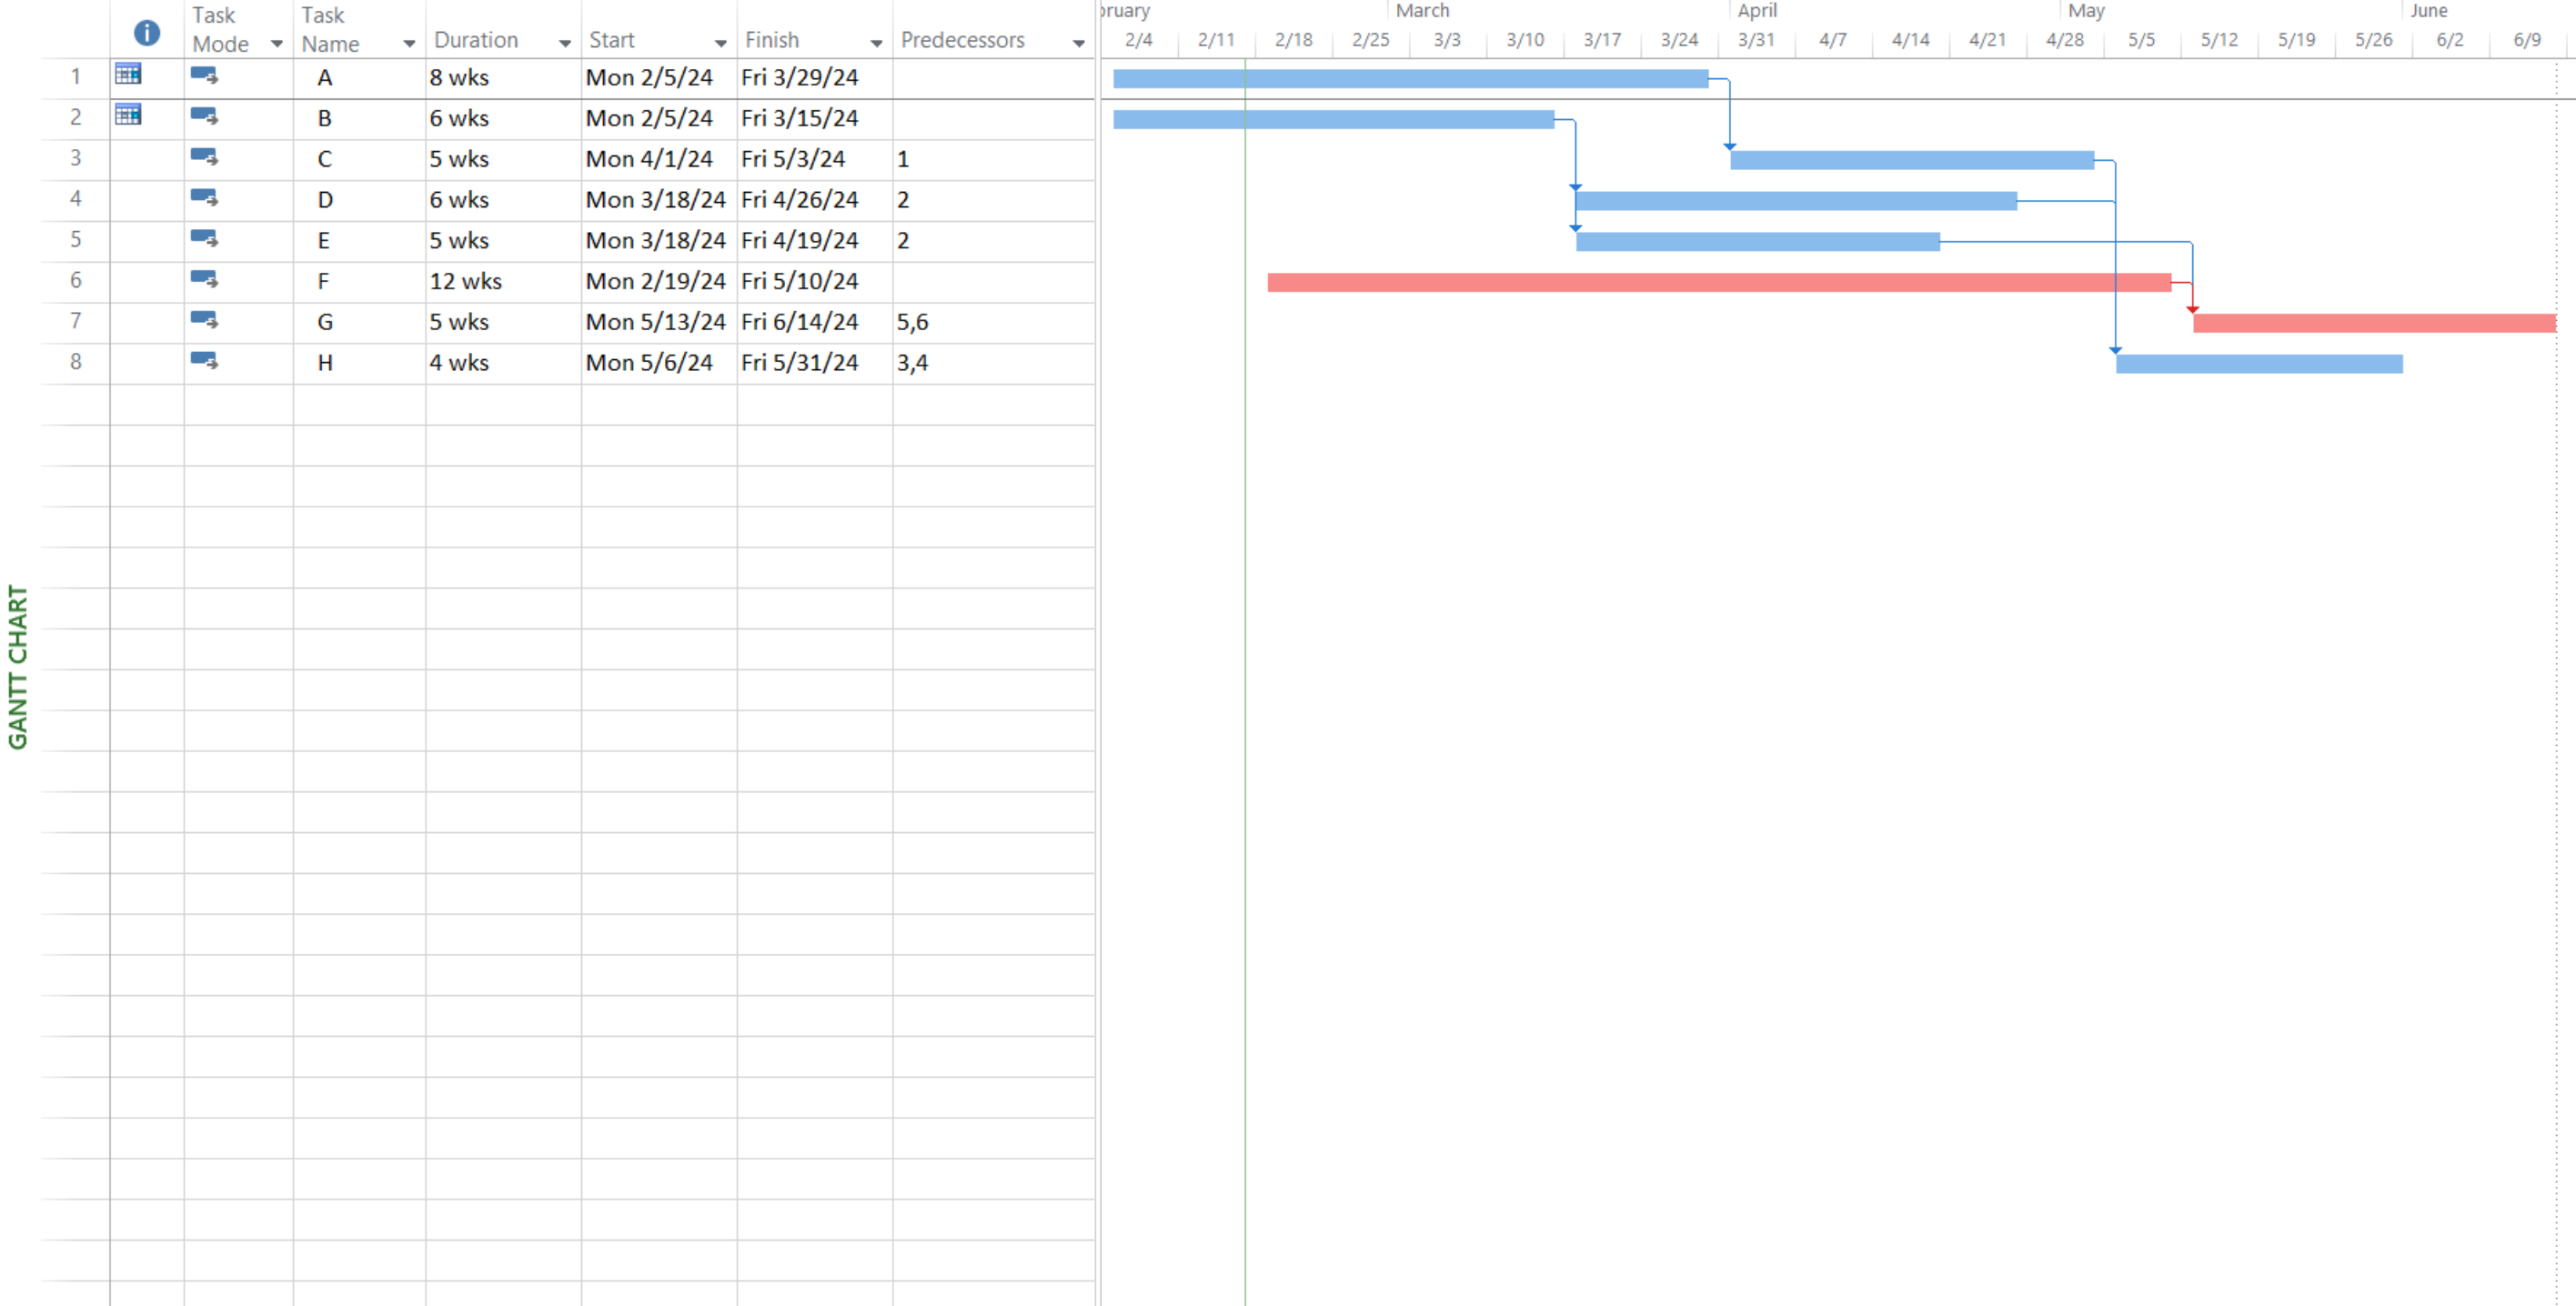 Task Mode Task Name Duration Start Finish Predecessors
bruary March April May June
2/4 2/11 2/18 2/25 3/3 3/10 3/17 3/24 3/31 4/7 4/14 4/21 4/28 5/5 5/12 5/19 5/26 6/2 6/9
1 A 8 wks Mon 2/5/24 Fri 3/29/24
2 B 6 wks Mon 2/5/24 Fri 3/15/24
3 C 5 wks Mon 4/1/24 Fri 5/3/24 1
4 D 6 wks Mon 3/18/24 Fri 4/26/24 2
5 E 5 wks Mon 3/18/24 Fri 4/19/24 2
6 F 12 wks Mon 2/19/24 Fri 5/10/24
7 G 5 wks Mon 5/13/24 Fri 6/14/24 5,6
8 H 4 wks Mon 5/6/24 Fri 5/31/24 3,4
GANTT CHART